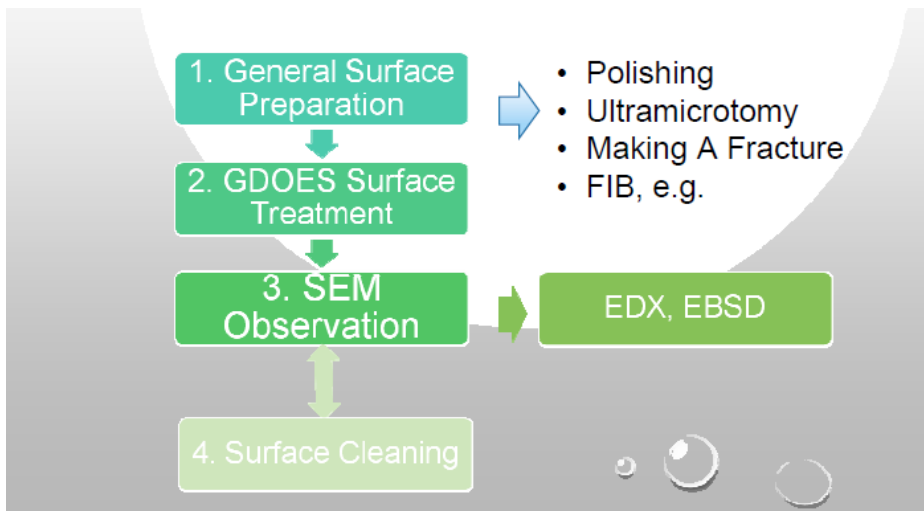 1. General Surface
Preparation
• Polishing
• Ultramicrotomy
• Making A Fracture
• FIB, e.g.
2. GDOES Surface
Treatment
3. SEM
Observation
EDX, EBSD
4. Surface Cleaning